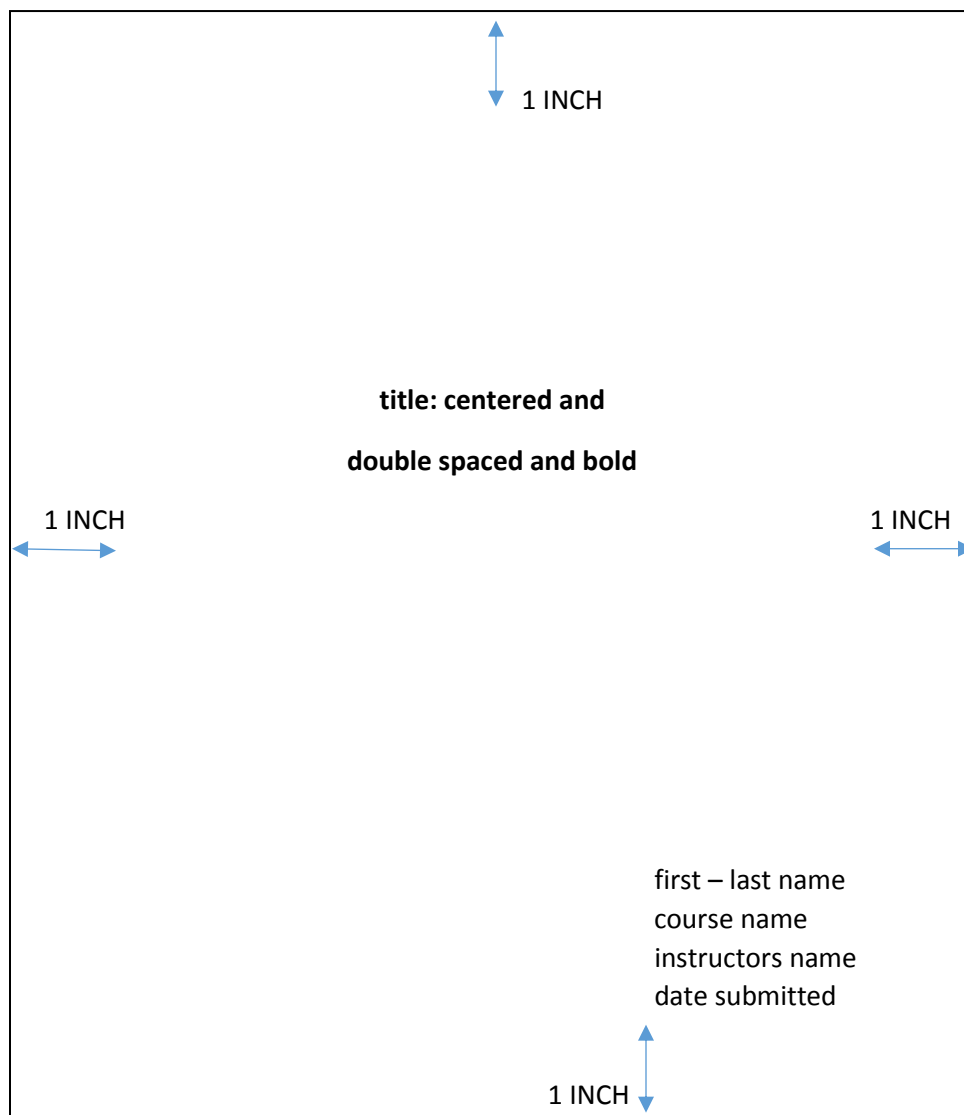 1 INCH
title: centered and
double spaced and bold
1 INCH
1 INCH
first – last name
course name
instructors name
date submitted
1 INCH